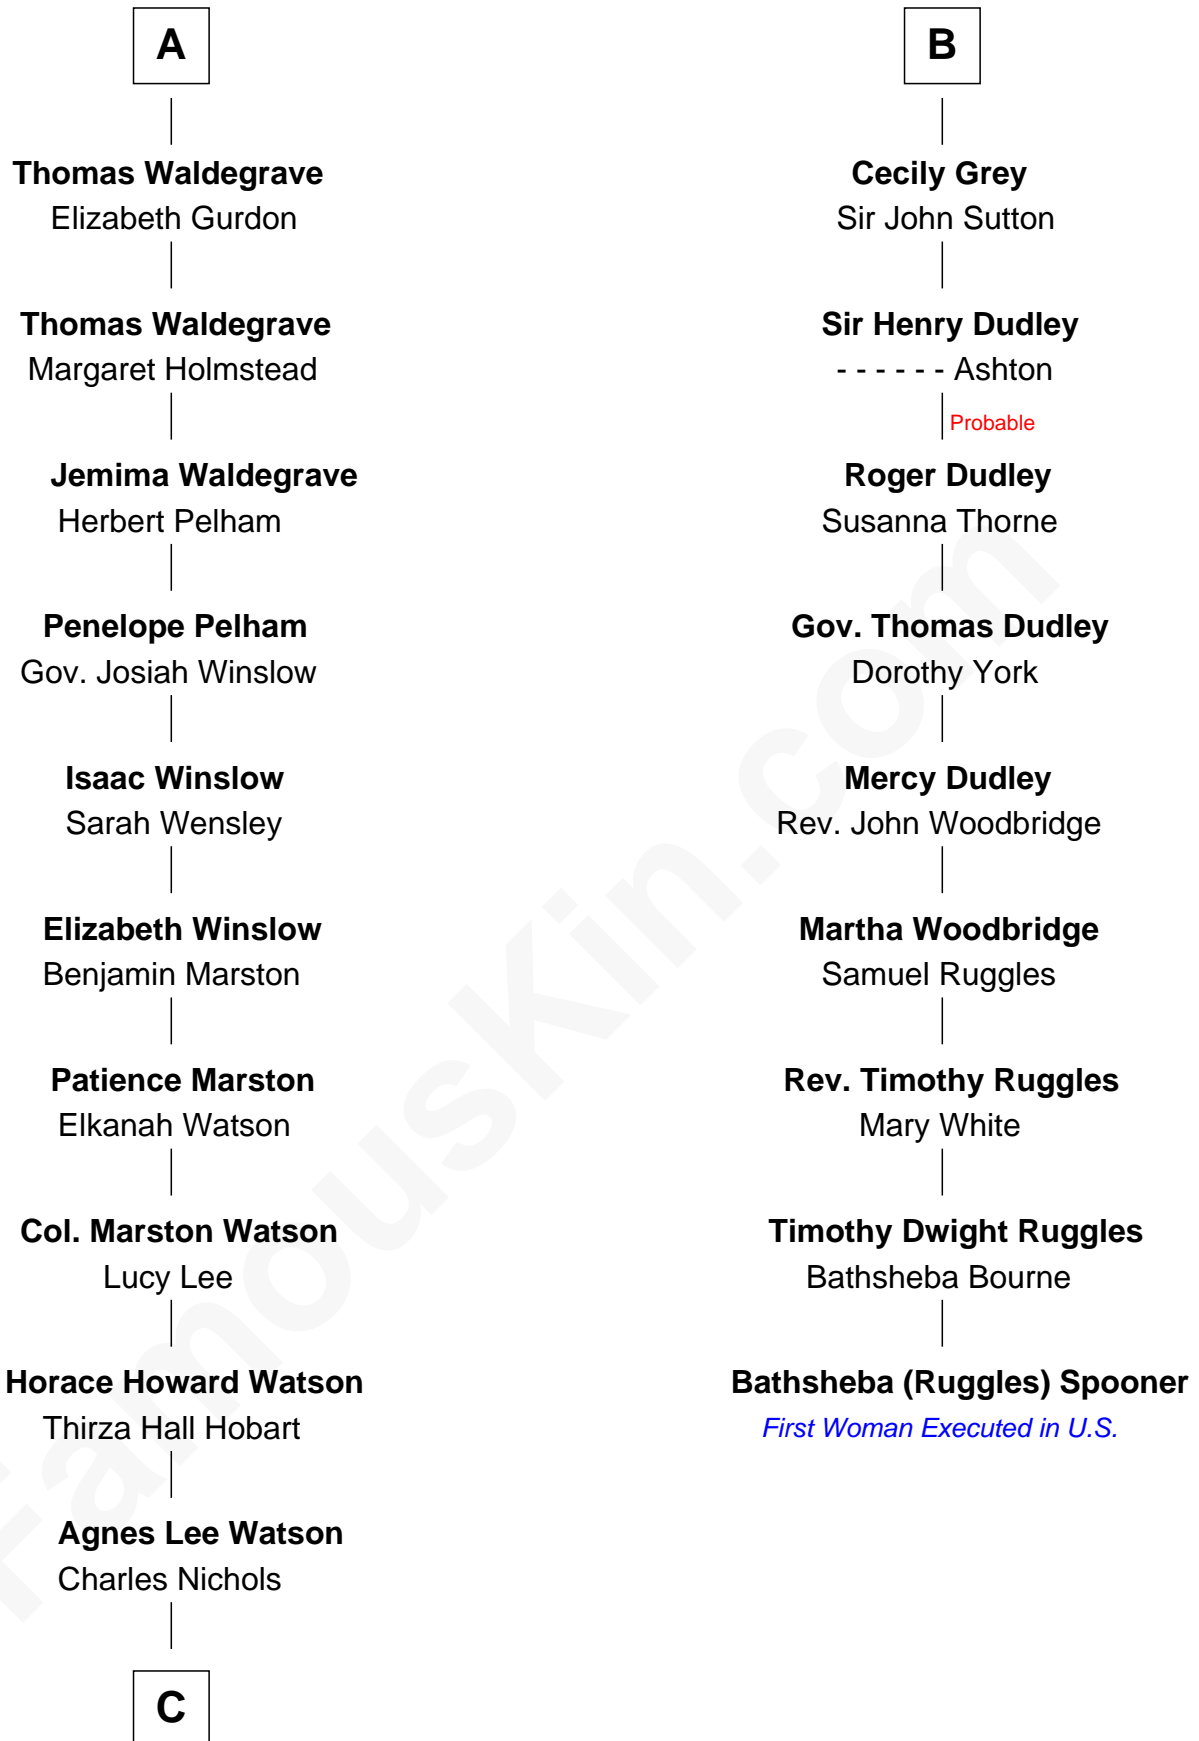 A
Thomas Waldegrave
Elizabeth Gurdon
Thomas Waldegrave
Margaret Holmstead
Jemima Waldegrave
Herbert Pelham
Penelope Pelham
Gov. Josiah Winslow
Isaac Winslow
Sarah Wensley
Elizabeth Winslow
Benjamin Marston
Patience Marston
Elkanah Watson
Col. Marston Watson
Lucy Lee
Horace Howard Watson
Thirza Hall Hobart
Agnes Lee Watson
Charles Nichols
C
B
Cecily Grey
Sir John Sutton
Sir Henry Dudley
- - - - - - Ashton
Probable
Roger Dudley
Susanna Thorne
Gov. Thomas Dudley
Dorothy York
Mercy Dudley
Rev. John Woodbridge
Martha Woodbridge
Samuel Ruggles
Rev. Timothy Ruggles
Mary White
Timothy Dwight Ruggles
Bathsheba Bourne
Bathsheba (Ruggles) Spooner
First Woman Executed in U.S.
FamousKin.com